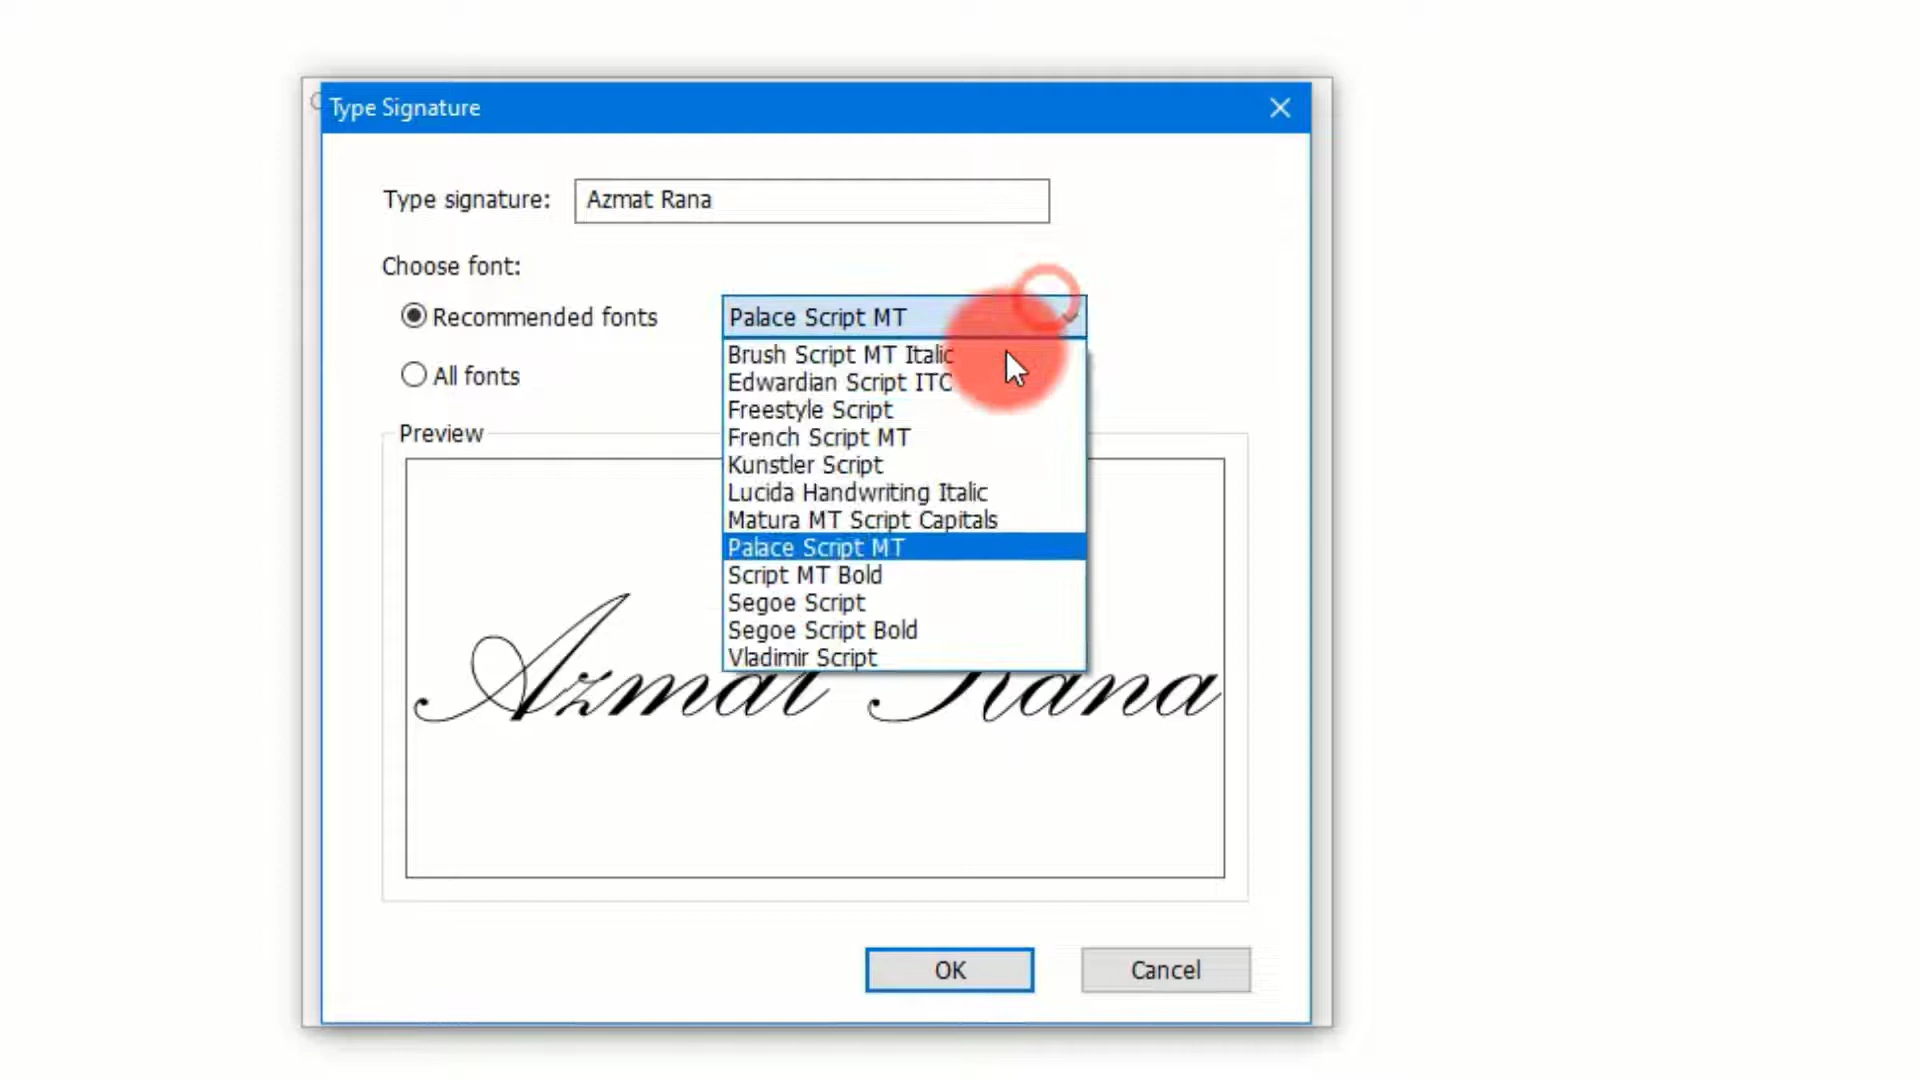 Type Signature
Type signature: Azmat Rana
Choose font:
Recommended fonts
Palace Script MT
All fonts
Brush Script MT Italic
Edwardian Script ITC
Freestyle Script
French Script MT
Kunstler Script
Lucida Handwriting Italic
Matura MT Script Capitals
Palace Script MT
Script MT Bold
Segoe Script
Segoe Script Bold
Vladimir Script
Preview
Azmat Rana
OK
Cancel